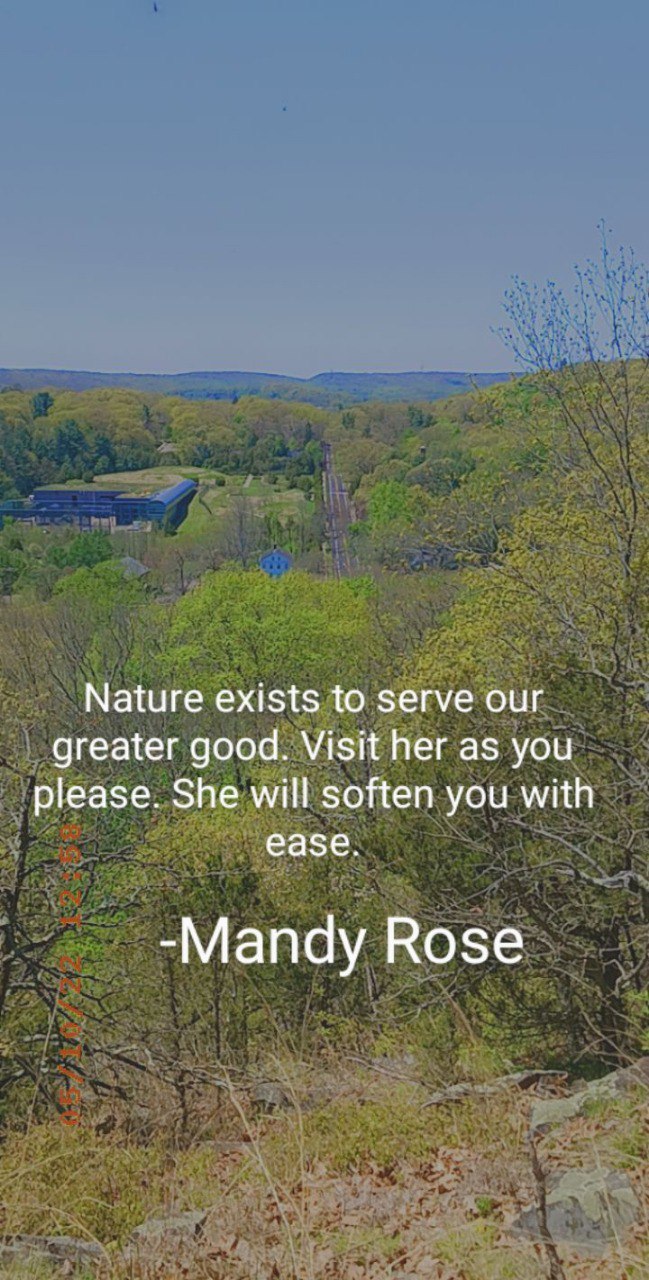 Nature exists to serve our
greater good. Visit her as you
please. She will soften you with
ease.
-Mandy Rose
05/10/22 12:58